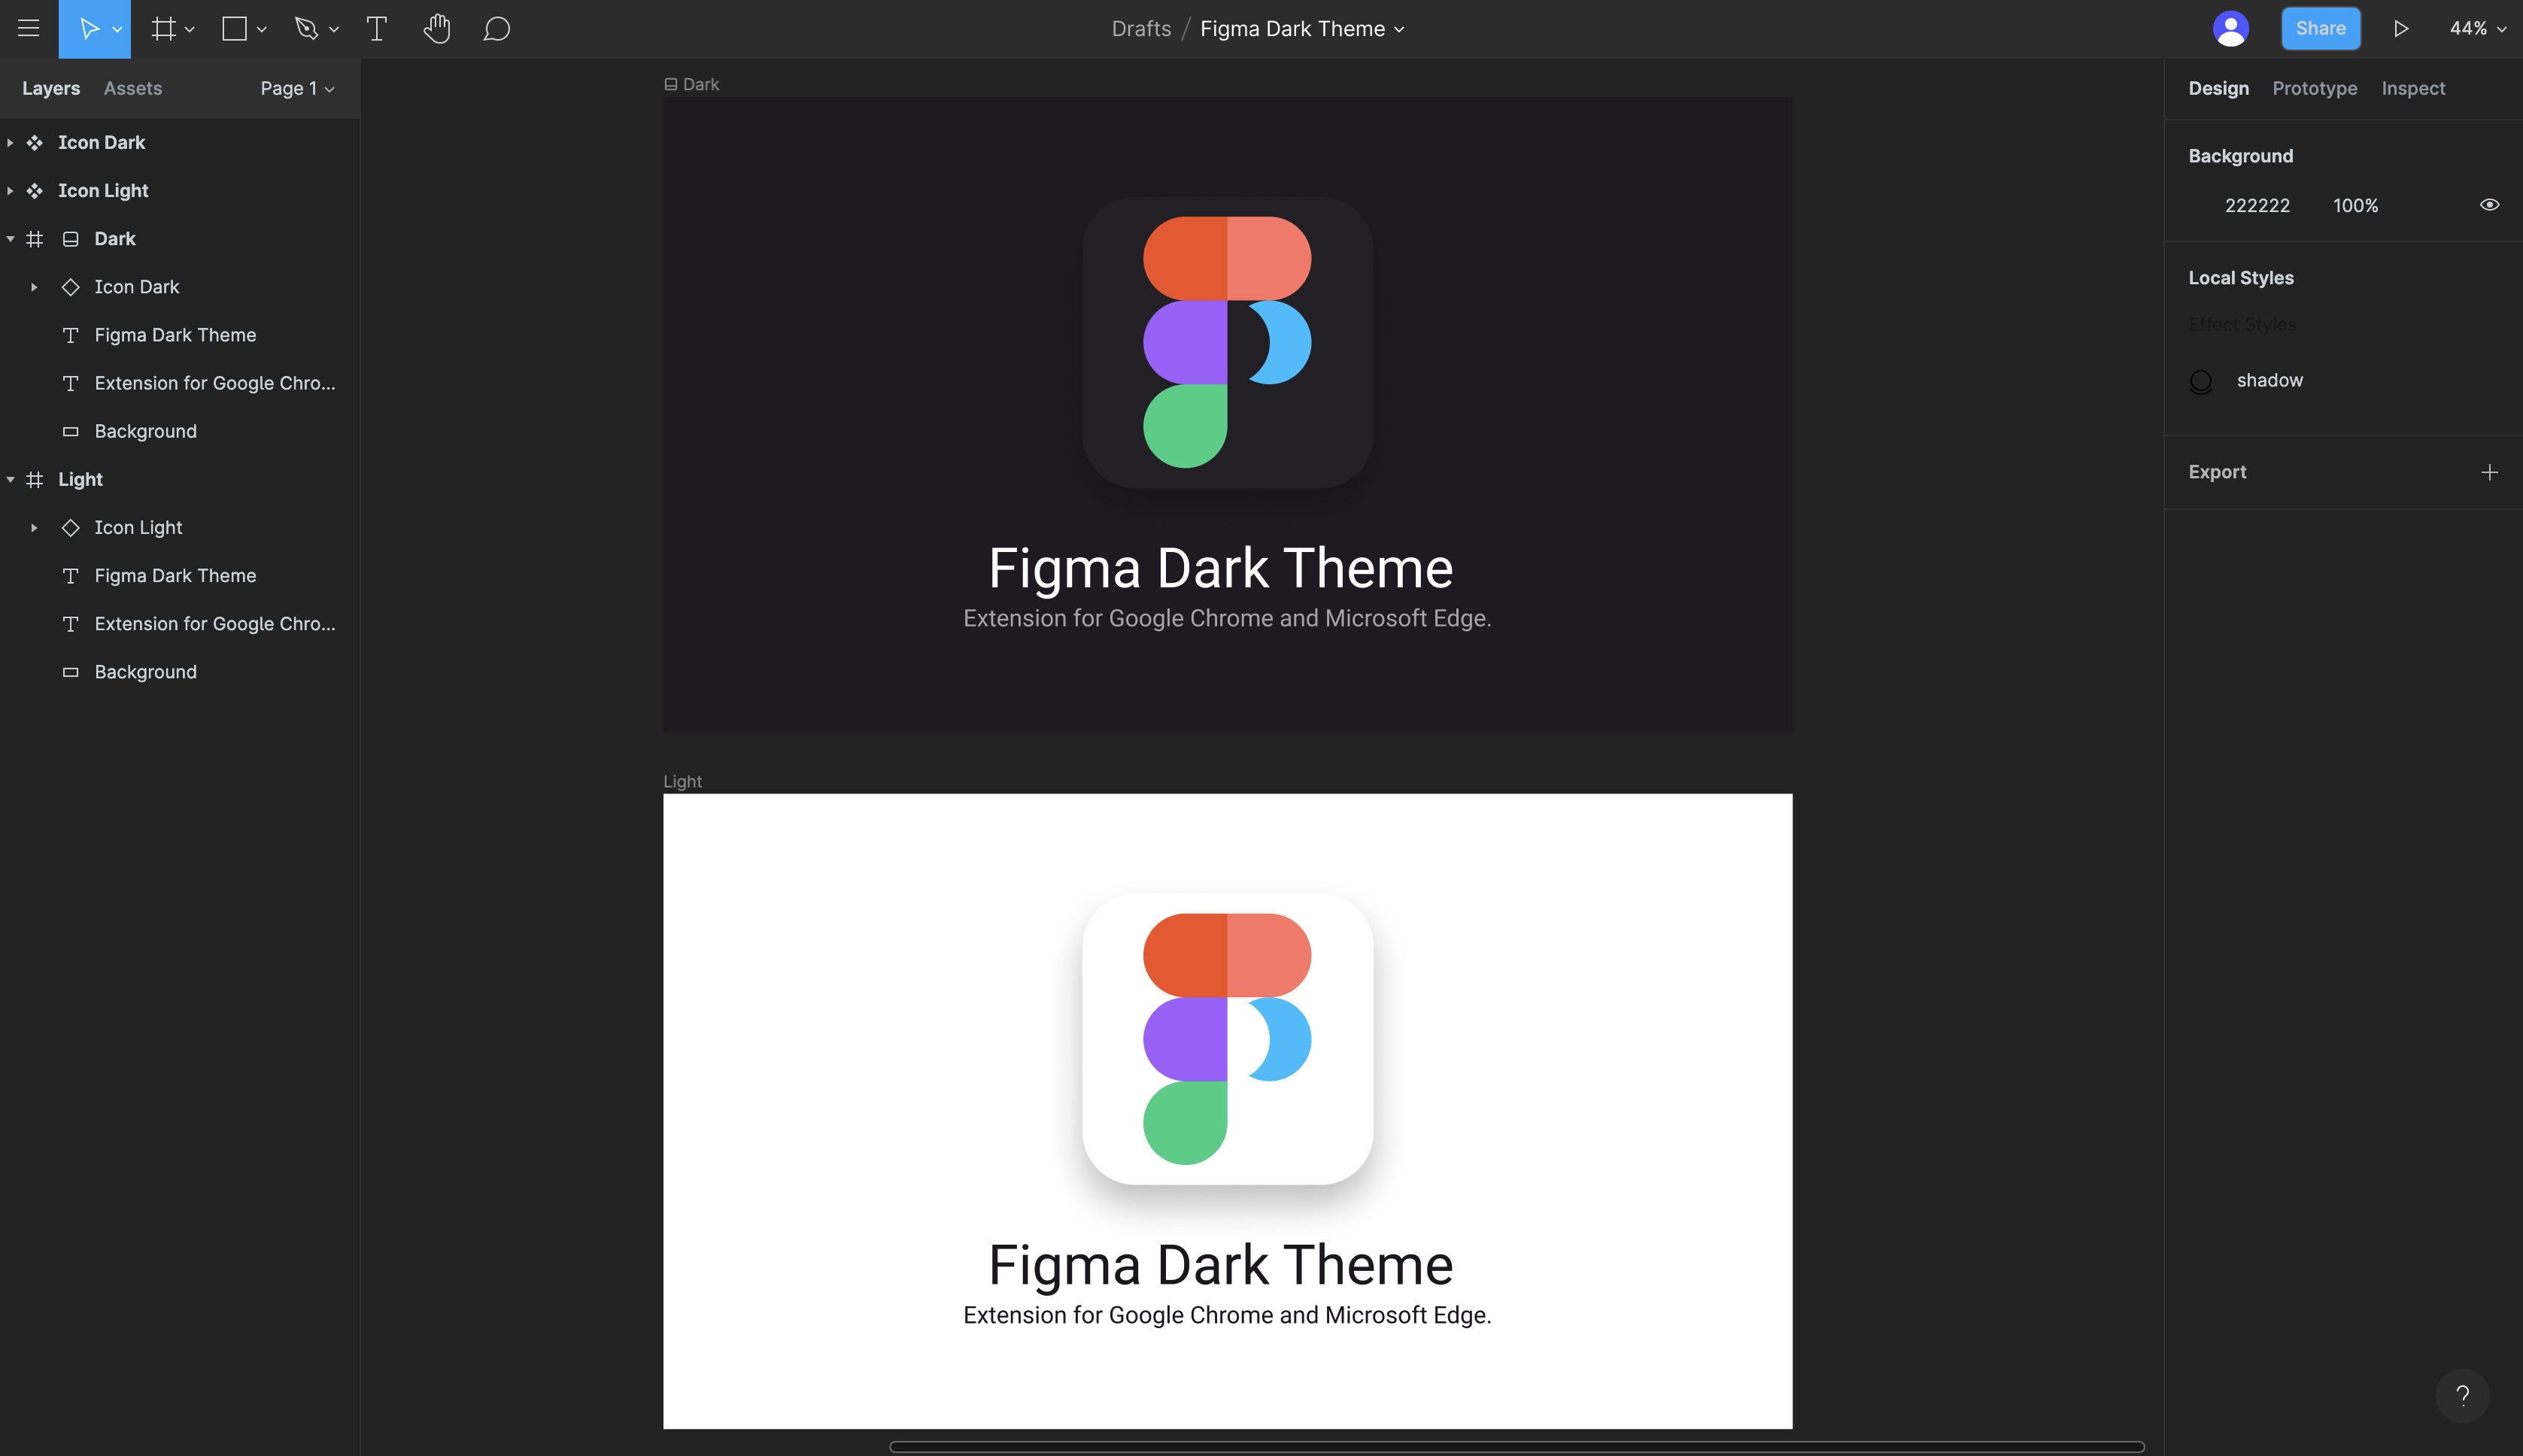 Drafts / Figma Dark Theme
Share
44%
Layers
Assets
Page 1
Icon Dark
Icon Light
Dark
Icon Dark
Figma Dark Theme
Extension for Google Chro...
Background
Light
Icon Light
Figma Dark Theme
Extension for Google Chro...
Background
Dark
Figma Dark Theme
Extension for Google Chrome and Microsoft Edge.
Light
Figma Dark Theme
Extension for Google Chrome and Microsoft Edge.
Design
Prototype
Inspect
Background
222222
100%
Local Styles
Effect Styles
shadow
Export
?